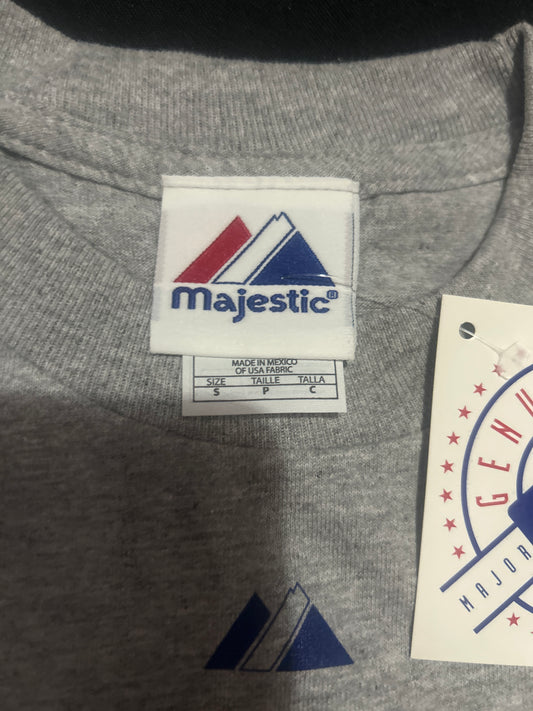 majestic®
MADE IN MEXICO
OF USA FABRIC
SIZE TAILLE TALLA
S P C
GENU
MAJOR